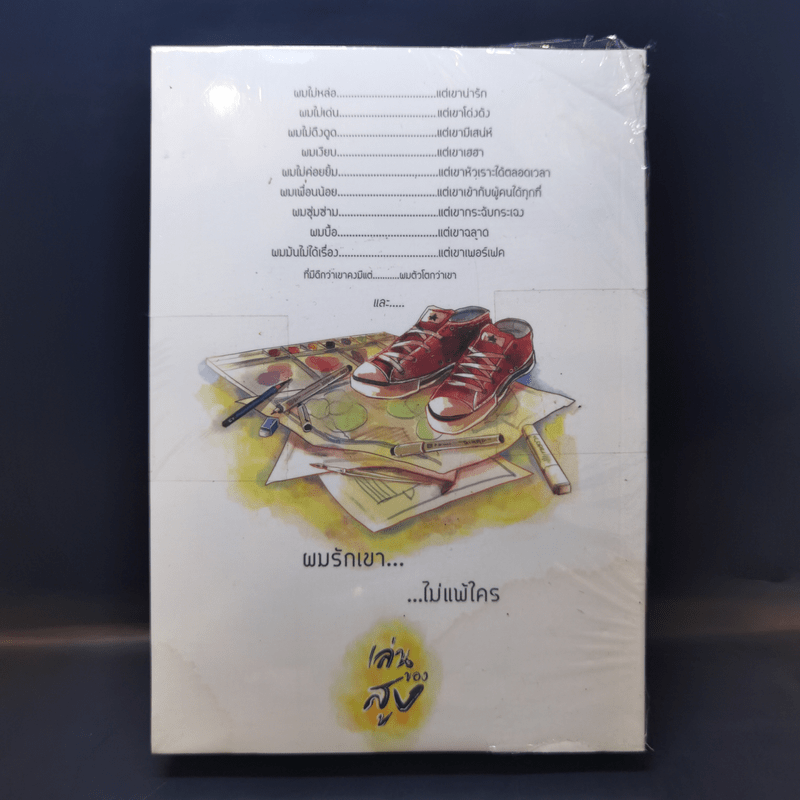 ผมไม่หล่อ................................แต่เขาน่ารัก
ผมไม่เด่น................................แต่เขาโด่งดัง
ผมไม่ดึงดูด................................แต่เขามีเสน่ห์
ผมเงียบ................................แต่เขาเฮฮา
ผมไม่ค่อยยิ้ม................................แต่เขาหัวเราะได้ตลอดเวลา
ผมเพื่อนน้อย................................แต่เขาเข้ากับผู้คนได้ทุกที่
ผมซุ่มซ่าม................................แต่เขากระฉับกระเฉง
ผมบื้อ................................แต่เขาฉลาด
ผมมันไม่ได้เรื่อง................................แต่เขาเพอร์เฟค
ที่มีดีกว่าเขาคงมีแต่..........ผมตัวโตกว่าเขา
และ.....
ผมรักเขา...
...ไม่แพ้ใคร
เล่น
ของ
สูง